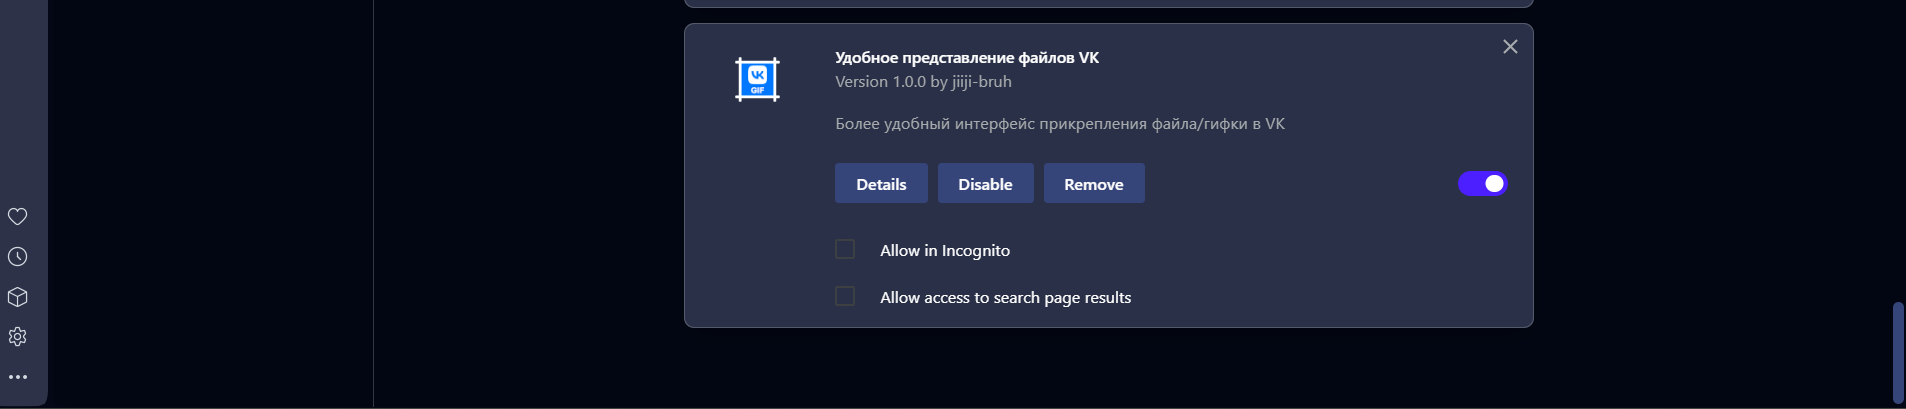 VK
GIF
Удобное представление файлов VK
Version 1.0.0 by jiiji-bruh
Более удобный интерфейс прикрепления файла/гифки в VK
Details Disable Remove
Allow in Incognito
Allow access to search page results